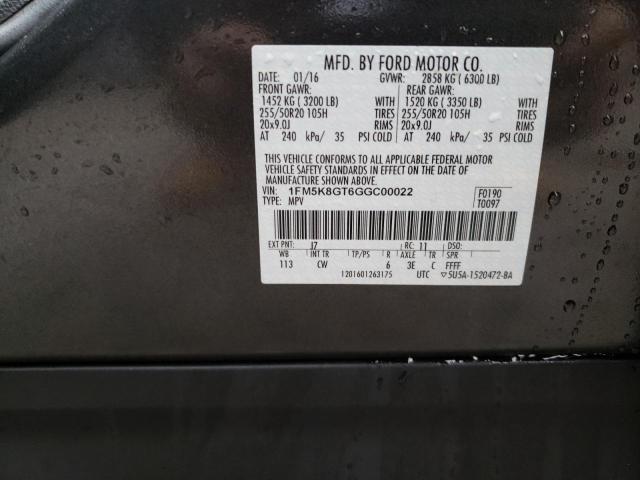 MFD. BY FORD MOTOR CO.
DATE: 01/16 GVWR: 2858 KG ( 6300 LB)
FRONT GAWR: REAR GAWR:
1452 KG ( 3200 LB) WITH 1520 KG ( 3350 LB) WITH
255/50R20 105H TIRES 255/50R20 105H TIRES
20x9.0J RIMS 20x9.0J RIMS
AT 240 kPa/ 35 PSI COLD AT 240 kPa/ 35 PSI COLD
THIS VEHICLE CONFORMS TO ALL APPLICABLE FEDERAL MOTOR
VEHICLE SAFETY STANDARDS IN EFFECT ON THE DATE OF
MANUFACTURE SHOWN ABOVE.
VIN: 1FM5K8GT6GGC00022 F0190
TYPE: MPV T0097
EXT PNT: J7 RC: 11 DSO:
WB INT TR TP/PS R AXLE TR SPR
113 CW 6 3E C FFFF
1201601263175 UTC ▽5U5A-1520472-BA